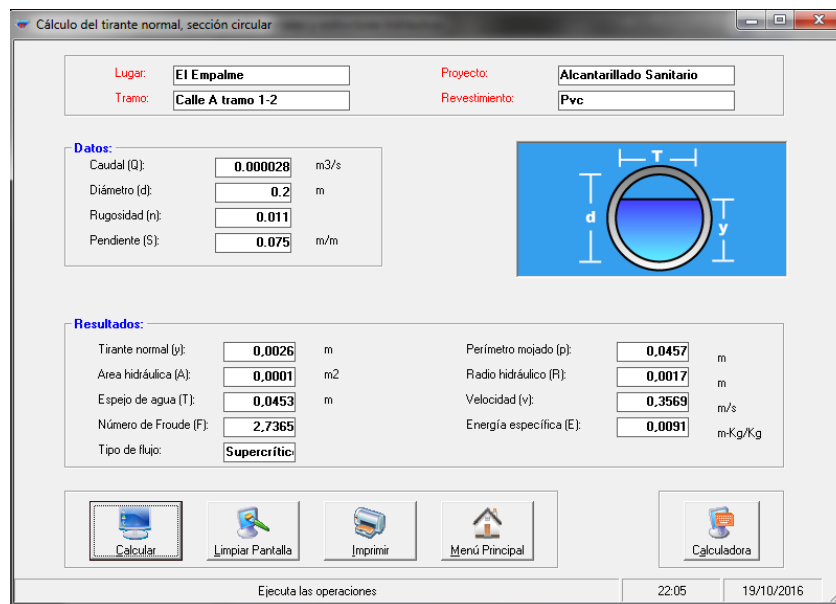 Cálculo del tirante normal, sección circular
Lugar: El Empalme Proyecto: Alcantarillado Sanitario
Tramo: Calle A tramo 1-2 Revestimiento: Pvc
Datos:
Caudal (Q): 0.000028 m3/s
Diámetro (d): 0.2 m
Rugosidad (n): 0.011
Pendiente (S): 0.075 m/m
T
d
y
Resultados:
Tirante normal (y): 0,0026 m Perímetro mojado (p): 0,0457 m
Area hidráulica (A): 0,0001 m2 Radio hidráulico (R): 0,0017 m
Espejo de agua (T): 0,0453 m Velocidad (v): 0,3569 m/s
Número de Froude (F): 2,7365 Energía específica (E): 0,0091 m-Kg/Kg
Tipo de flujo: Supercrític
Calcular Limpiar Pantalla Imprimir Menú Principal Calculadora
Ejecuta las operaciones 22:05 19/10/2016